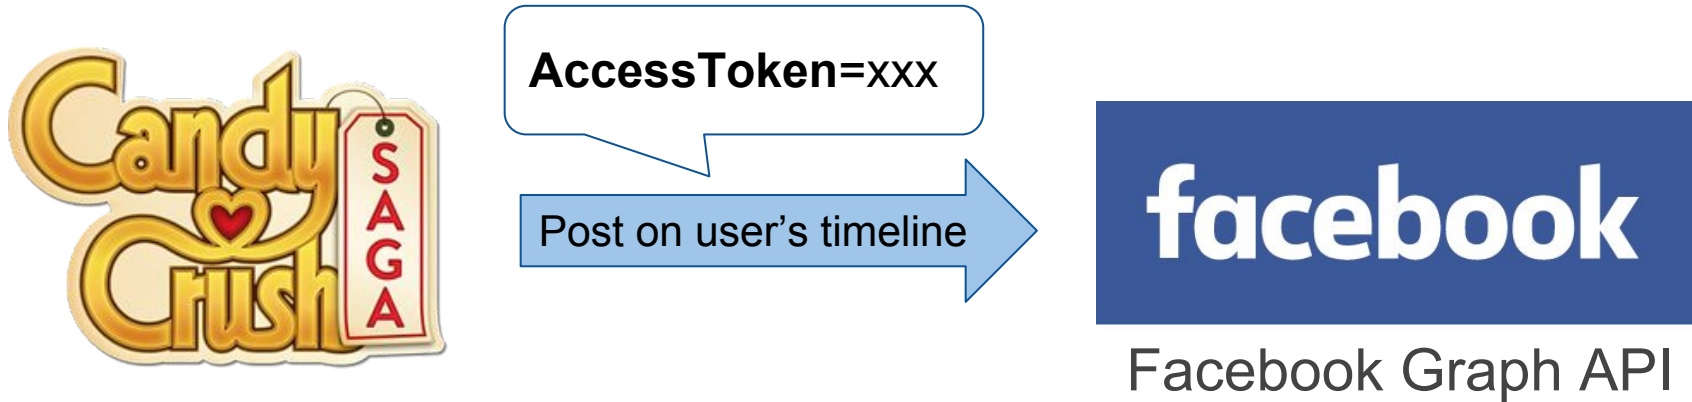 Candy
Crush
SAGA
AccessToken=xxx
Post on user’s timeline
facebook
Facebook Graph API